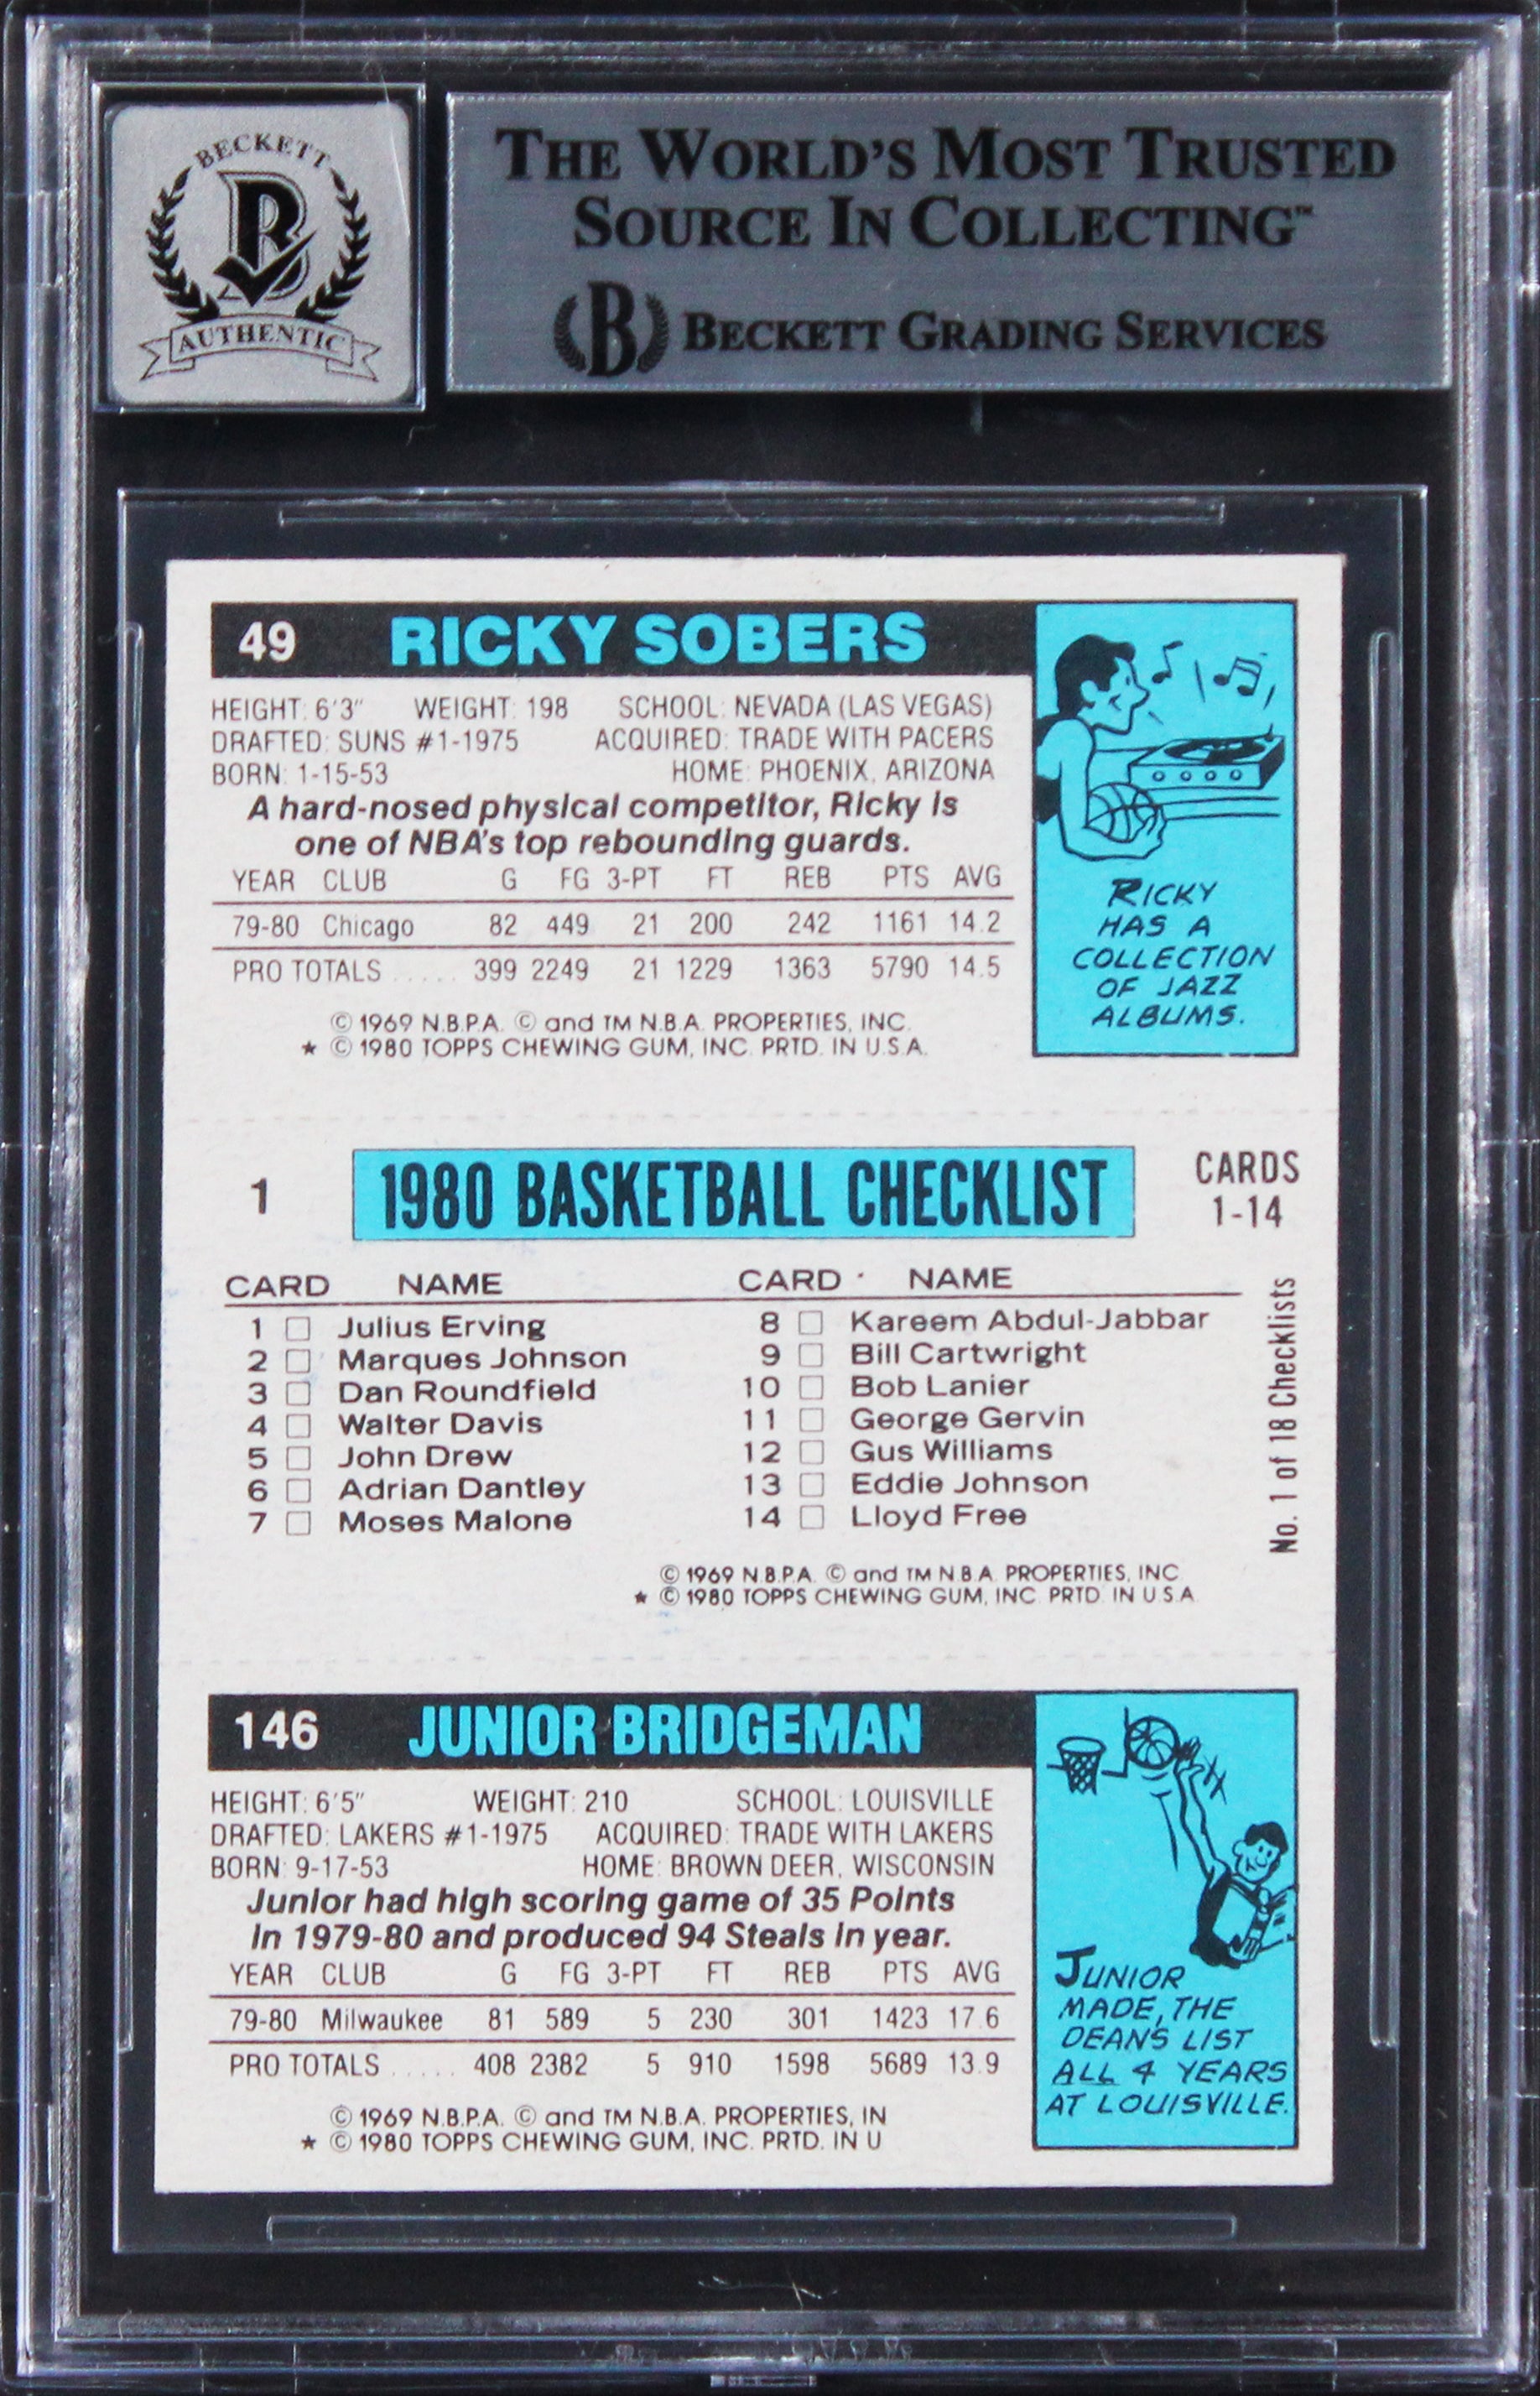 BECKETT
B
AUTHENTIC
THE WORLD'S MOST TRUSTED
SOURCE IN COLLECTING™
B BECKETT GRADING SERVICES
49 RICKY SOBERS
HEIGHT: 6'3" WEIGHT: 198 SCHOOL: NEVADA (LAS VEGAS)
DRAFTED: SUNS #1-1975 ACQUIRED: TRADE WITH PACERS
BORN: 1-15-53 HOME: PHOENIX, ARIZONA
A hard-nosed physical competitor, Ricky is
one of NBA's top rebounding guards.
YEAR CLUB G FG 3-PT FT REB PTS AVG
79-80 Chicago 82 449 21 200 242 1161 14.2
PRO TOTALS ..... 399 2249 21 1229 1363 5790 14.5
© 1969 N.B.P.A. © and TM N.B.A. PROPERTIES, INC.
★ © 1980 TOPPS CHEWING GUM, INC. PRTD. IN U.S.A.
RICKY
HAS A
COLLECTION
OF JAZZ
ALBUMS.
1 1980 BASKETBALL CHECKLIST CARDS
1-14
CARD NAME CARD NAME
1 □ Julius Erving 8 □ Kareem Abdul-Jabbar
2 □ Marques Johnson 9 □ Bill Cartwright
3 □ Dan Roundfield 10 □ Bob Lanier
4 □ Walter Davis 11 □ George Gervin
5 □ John Drew 12 □ Gus Williams
6 □ Adrian Dantley 13 □ Eddie Johnson
7 □ Moses Malone 14 □ Lloyd Free
No. 1 of 18 Checklists
© 1969 N.B.P.A. © and TM N.B.A. PROPERTIES, INC.
★ © 1980 TOPPS CHEWING GUM, INC. PRTD. IN U.S.A.
146 JUNIOR BRIDGEMAN
HEIGHT: 6'5" WEIGHT: 210 SCHOOL: LOUISVILLE
DRAFTED: LAKERS #1-1975 ACQUIRED: TRADE WITH LAKERS
BORN: 9-17-53 HOME: BROWN DEER, WISCONSIN
Junior had high scoring game of 35 Points
in 1979-80 and produced 94 Steals in year.
YEAR CLUB G FG 3-PT FT REB PTS AVG
79-80 Milwaukee 81 589 5 230 301 1423 17.6
PRO TOTALS ..... 408 2382 5 910 1598 5689 13.9
© 1969 N.B.P.A. © and TM N.B.A. PROPERTIES, IN
★ © 1980 TOPPS CHEWING GUM, INC. PRTD. IN U
JUNIOR
MADE, THE
DEAN'S LIST
ALL 4 YEARS
AT LOUISVILLE.